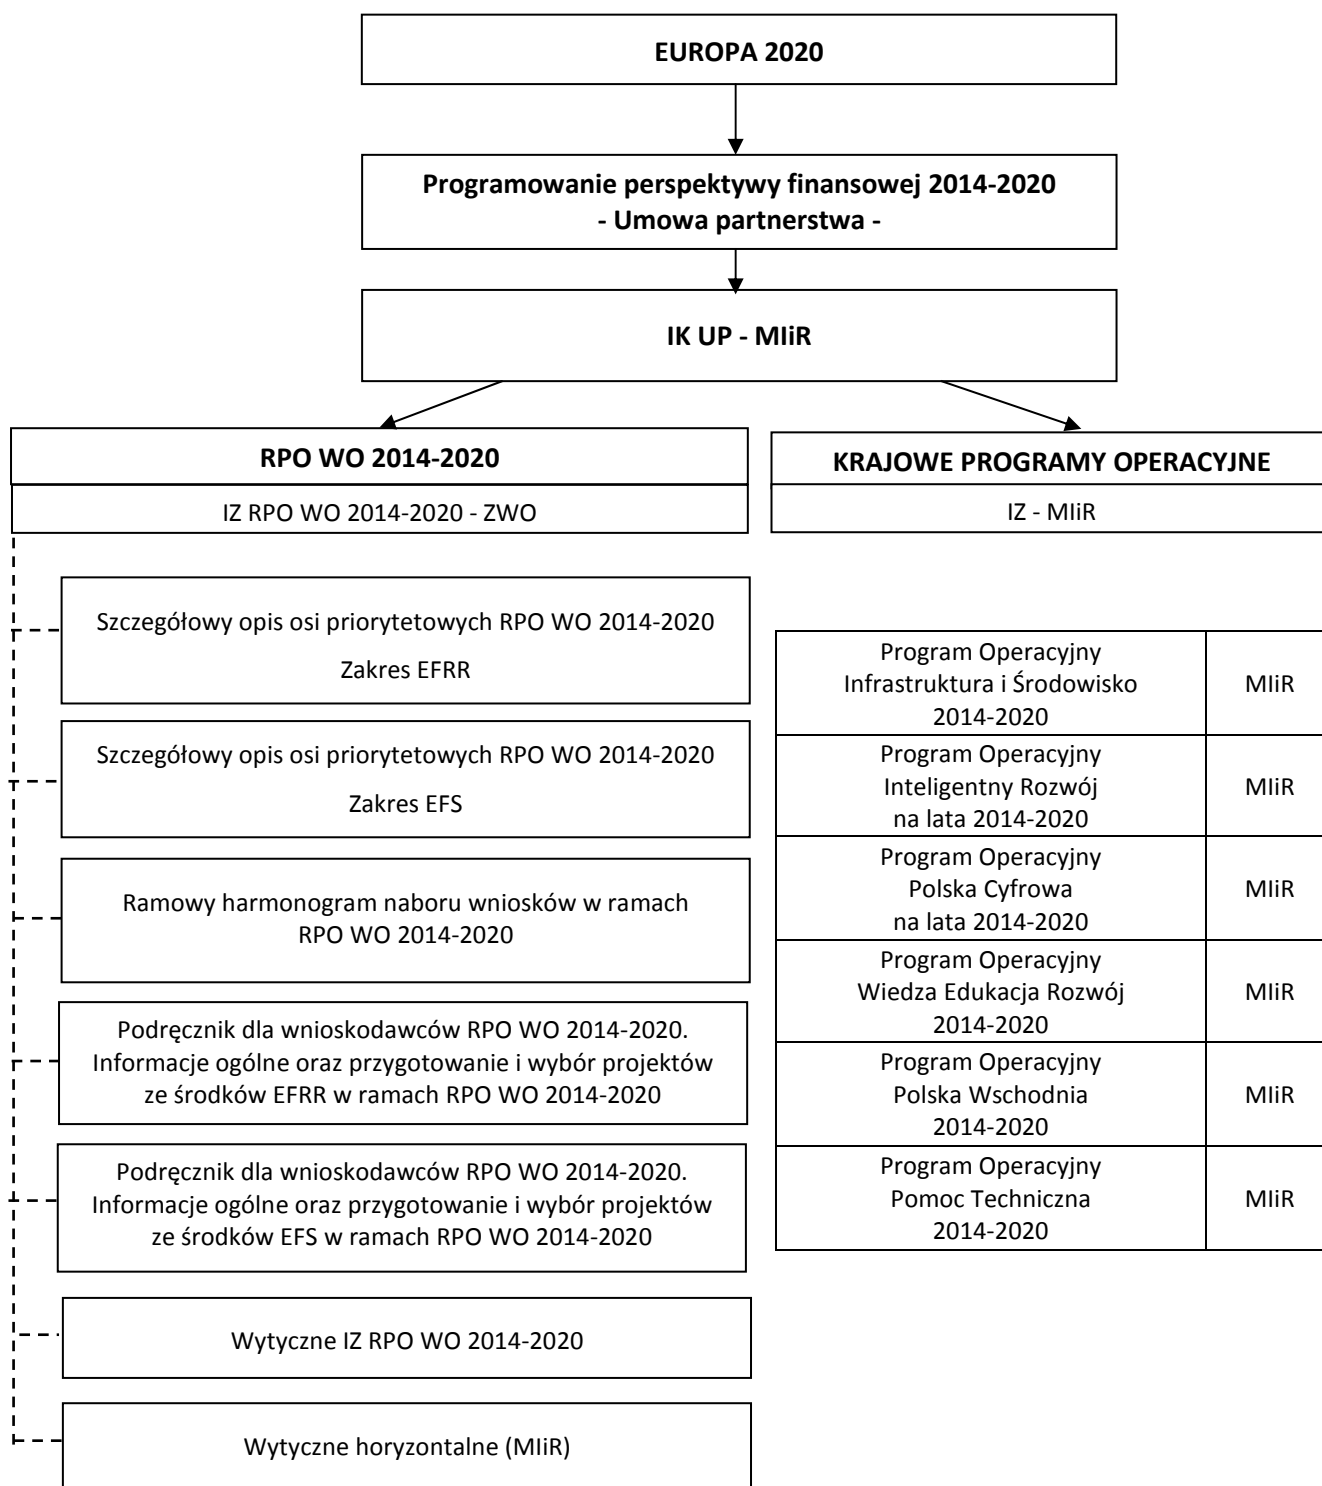 EUROPA 2020
Programowanie perspektywy finansowej 2014-2020
- Umowa partnerstwa -
IK UP - MIiR
RPO WO 2014-2020
IZ RPO WO 2014-2020 - ZWO
Szczegółowy opis osi priorytetowych RPO WO 2014-2020
Zakres EFRR
Szczegółowy opis osi priorytetowych RPO WO 2014-2020
Zakres EFS
Ramowy harmonogram naboru wniosków w ramach
RPO WO 2014-2020
Podręcznik dla wnioskodawców RPO WO 2014-2020.
Informacje ogólne oraz przygotowanie i wybór projektów
ze środków EFRR w ramach RPO WO 2014-2020
Podręcznik dla wnioskodawców RPO WO 2014-2020.
Informacje ogólne oraz przygotowanie i wybór projektów
ze środków EFS w ramach RPO WO 2014-2020
Wytyczne IZ RPO WO 2014-2020
Wytyczne horyzontalne (MIiR)
KRAJOWE PROGRAMY OPERACYJNE
IZ - MIiR
Program Operacyjny
Infrastruktura i Środowisko
2014-2020
MIiR
Program Operacyjny
Inteligentny Rozwój
na lata 2014-2020
MIiR
Program Operacyjny
Polska Cyfrowa
na lata 2014-2020
MIiR
Program Operacyjny
Wiedza Edukacja Rozwój
2014-2020
MIiR
Program Operacyjny
Polska Wschodnia
2014-2020
MIiR
Program Operacyjny
Pomoc Techniczna
2014-2020
MIiR